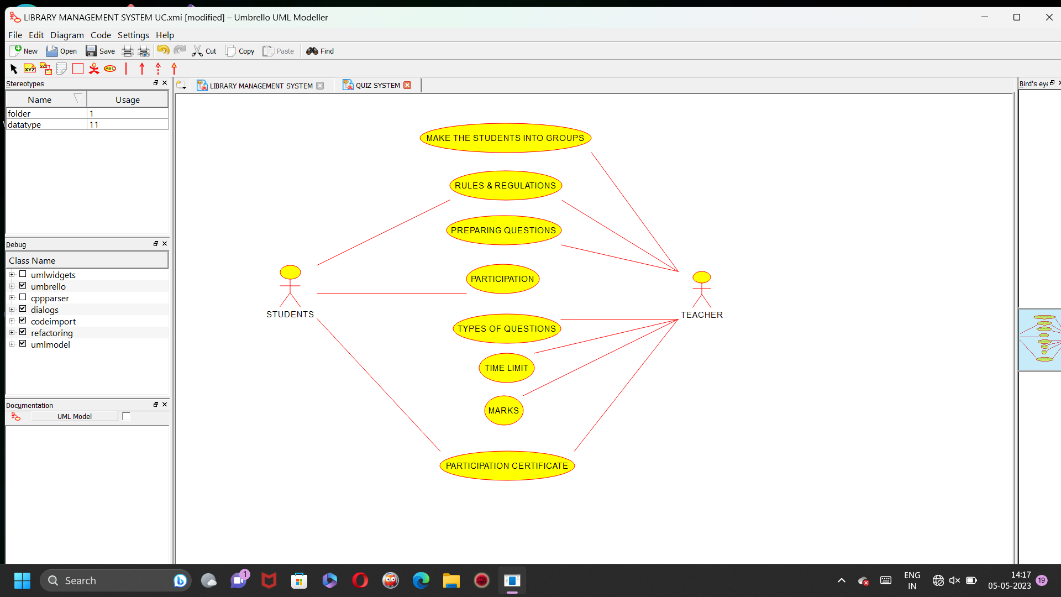 LIBRARY MANAGEMENT SYSTEM UC.xmi [modified] – Umbrello UML Modeller
File Edit Diagram Code Settings Help
New Open Save Cut Copy Paste Find
Stereotypes
LIBRARY MANAGEMENT SYSTEM QUIZ SYSTEM
Bird's eye
Name Usage
folder 1
datatype 11
MAKE THE STUDENTS INTO GROUPS
RULES & REGULATIONS
PREPARING QUESTIONS
PARTICIPATION
STUDENTS
TEACHER
TYPES OF QUESTIONS
TIME LIMIT
MARKS
PARTICIPATION CERTIFICATE
Debug
Class Name
umlwidgets
umbrello
cppparser
dialogs
codeimport
refactoring
umlmodel
Documentation
UML Model
Search
1
ENG
IN
14:17
05-05-2023
19